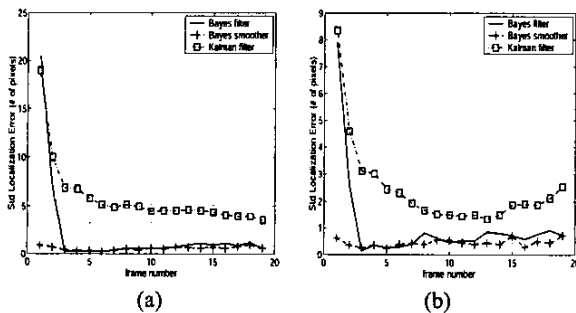 Bayes filter
Bayes smoother
Kalman filter
Std Localization Error (# of pixels)
25
20
15
10
5
0
0 5 10 15 20
frame number
(a)
Bayes filter
Bayes smoother
Kalman filter
Std Localization Error (# of pixels)
9
8
7
6
5
4
3
2
1
0
0 5 10 15 20
frame number
(b)